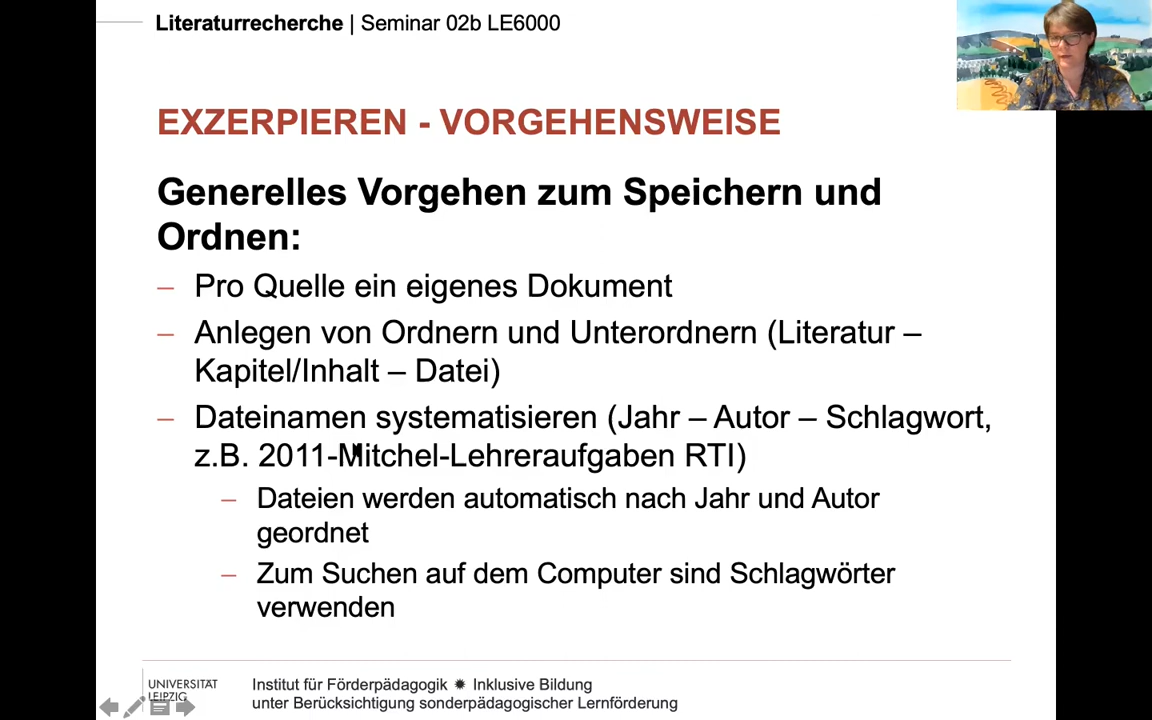 Literaturrecherche | Seminar 02b LE6000
EXZERPIEREN - VORGEHENSWEISE
Generelles Vorgehen zum Speichern und
Ordnen:
– Pro Quelle ein eigenes Dokument
– Anlegen von Ordnern und Unterordnern (Literatur –
Kapitel/Inhalt – Datei)
– Dateinamen systematisieren (Jahr – Autor – Schlagwort,
z.B. 2011-Mitchel-Lehreraufgaben RTI)
– Dateien werden automatisch nach Jahr und Autor
geordnet
– Zum Suchen auf dem Computer sind Schlagwörter
verwenden
UNIVERSITÄT
LEIPZIG
Institut für Förderpädagogik ✹ Inklusive Bildung
unter Berücksichtigung sonderpädagogischer Lernförderung